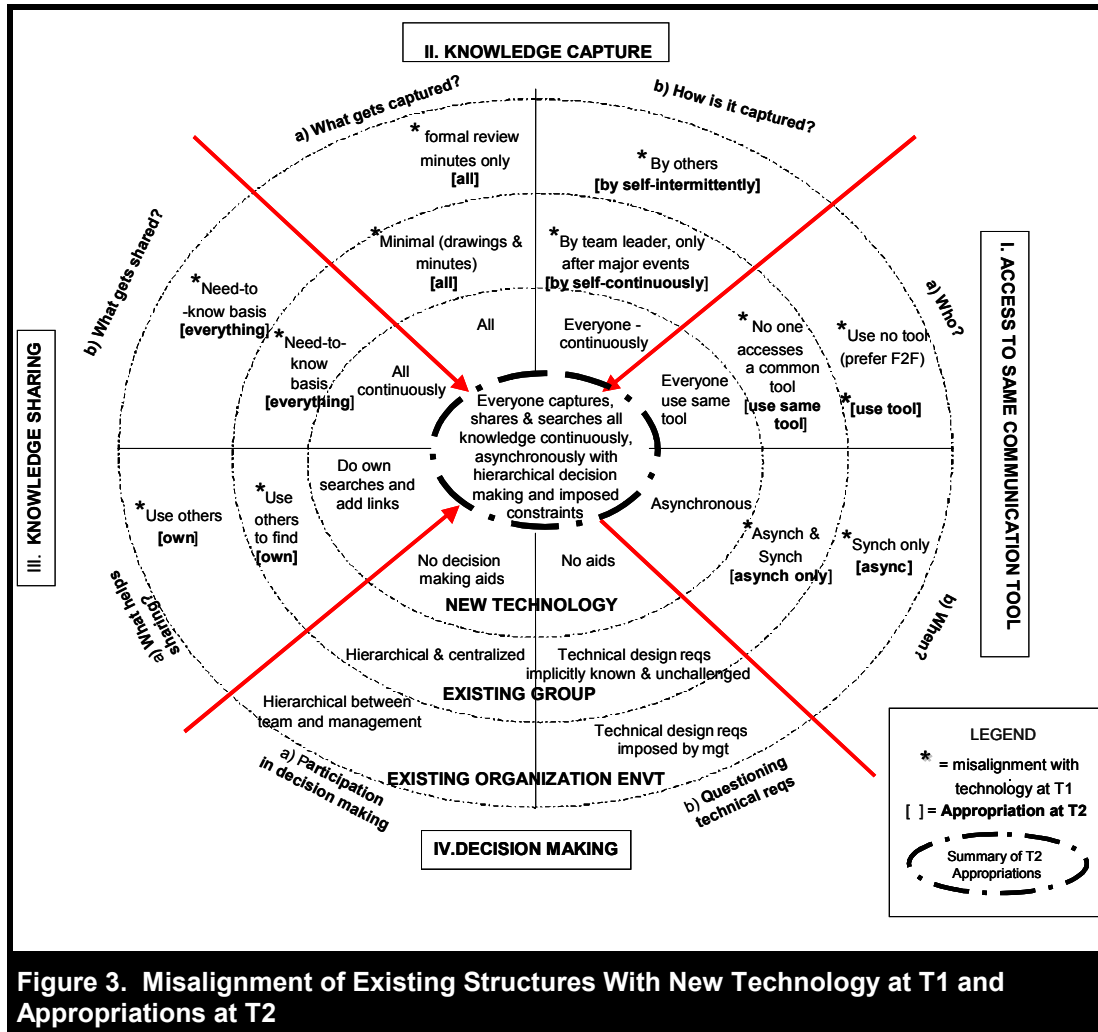 II. KNOWLEDGE CAPTURE
a) What gets captured?
b) How is it captured?
* formal review
minutes only
[all]
* By others
[by self-intermittently]
b) What gets shared?
*Minimal (drawings &
minutes)
[all]
*By team leader, only
after major events
[by self-continuously]
I. ACCESS TO SAME COMMUNICATION TOOL
a) Who?
*Need-to
-know basis
[everything]
*Need-to-
know
basis
[everything]
All
continuously
All
Everyone -
continuously
*No one
accesses
a common
tool
[use same
tool]
*Use no tool
(prefer F2F)
*[use tool]
Everyone
use same
tool
III. KNOWLEDGE SHARING
Everyone captures,
shares & searches all
knowledge continuously,
asynchronously with
hierarchical decision
making and imposed
constraints
Do own
searches and
add links
*Use
others
to find
[own]
*Use others
[own]
Asynchronous
*Asynch &
Synch
[asynch only]
*Synch only
[async]
b) When?
a) What helps
sharing?
No decision
making aids
No aids
NEW TECHNOLOGY
Hierarchical & centralized
Technical design reqs
implicitly known & unchallenged
EXISTING GROUP
Hierarchical between
team and management
Technical design reqs
imposed by mgt
EXISTING ORGANIZATION ENVT
a) Participation
in decision making
b) Questioning
technical reqs
IV.DECISION MAKING
LEGEND
* = misalignment with
technology at T1
[ ] = Appropriation at T2
Summary of T2
Appropriations
Figure 3. Misalignment of Existing Structures With New Technology at T1 and
Appropriations at T2